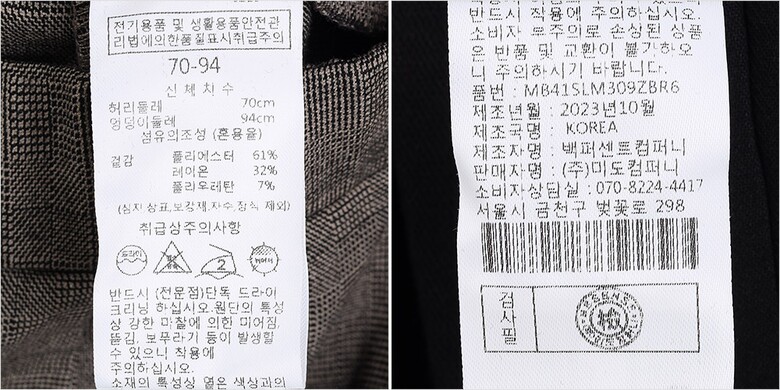 전기용품 및 생활용품안전관
리법에의한품질표시취급주의
70-94
신체치수
허리둘레 70cm
엉덩이둘레 94cm
섬유의조성 (혼용율)
겉감 폴리에스터 61%
레이온 32%
폴리우레탄 7%
(심지,상표,보강제,자수,장식 제외)
취급상주의사항
드라이
2
반드시 (전문점)단독 드라이
크리닝 하십시오.원단의 특성
상 강한 마찰에 의한 미어짐,
뜯김, 보푸라기 등이 발생할
수 있으니 착용에
주의하십시오.
소재의 특성상 옅은 색상과의
반드시 착용에 주의하십시오.
소비자 부주의로 손상된 상품
은 반품 및 교환이 불가하오
니 주의하시기 바랍니다.
품번 : MB41SLM309ZBR6
제조년월 : 2023년10월
제조국명 : KOREA
제조자명 : 백퍼센트컴퍼니
판매자명 : (주)미도컴퍼니
소비자상담실 : 070-8224-4417
서울시 금천구 벚꽃로 298
검사필